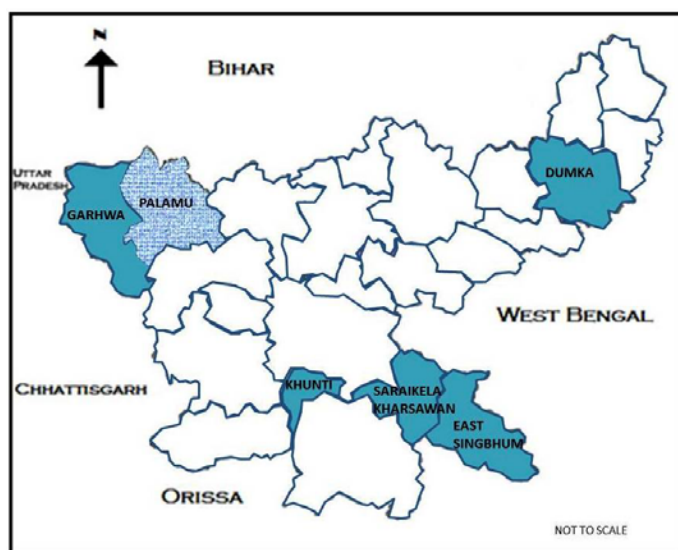 N
BIHAR
UTTAR
PRADESH
GARHWA
PALAMU
DUMKA
WEST BENGAL
CHHATTISGARH
KHUNTI
SARAIKELA
KHARSAWAN
EAST
SINGBHUM
ORISSA
NOT TO SCALE